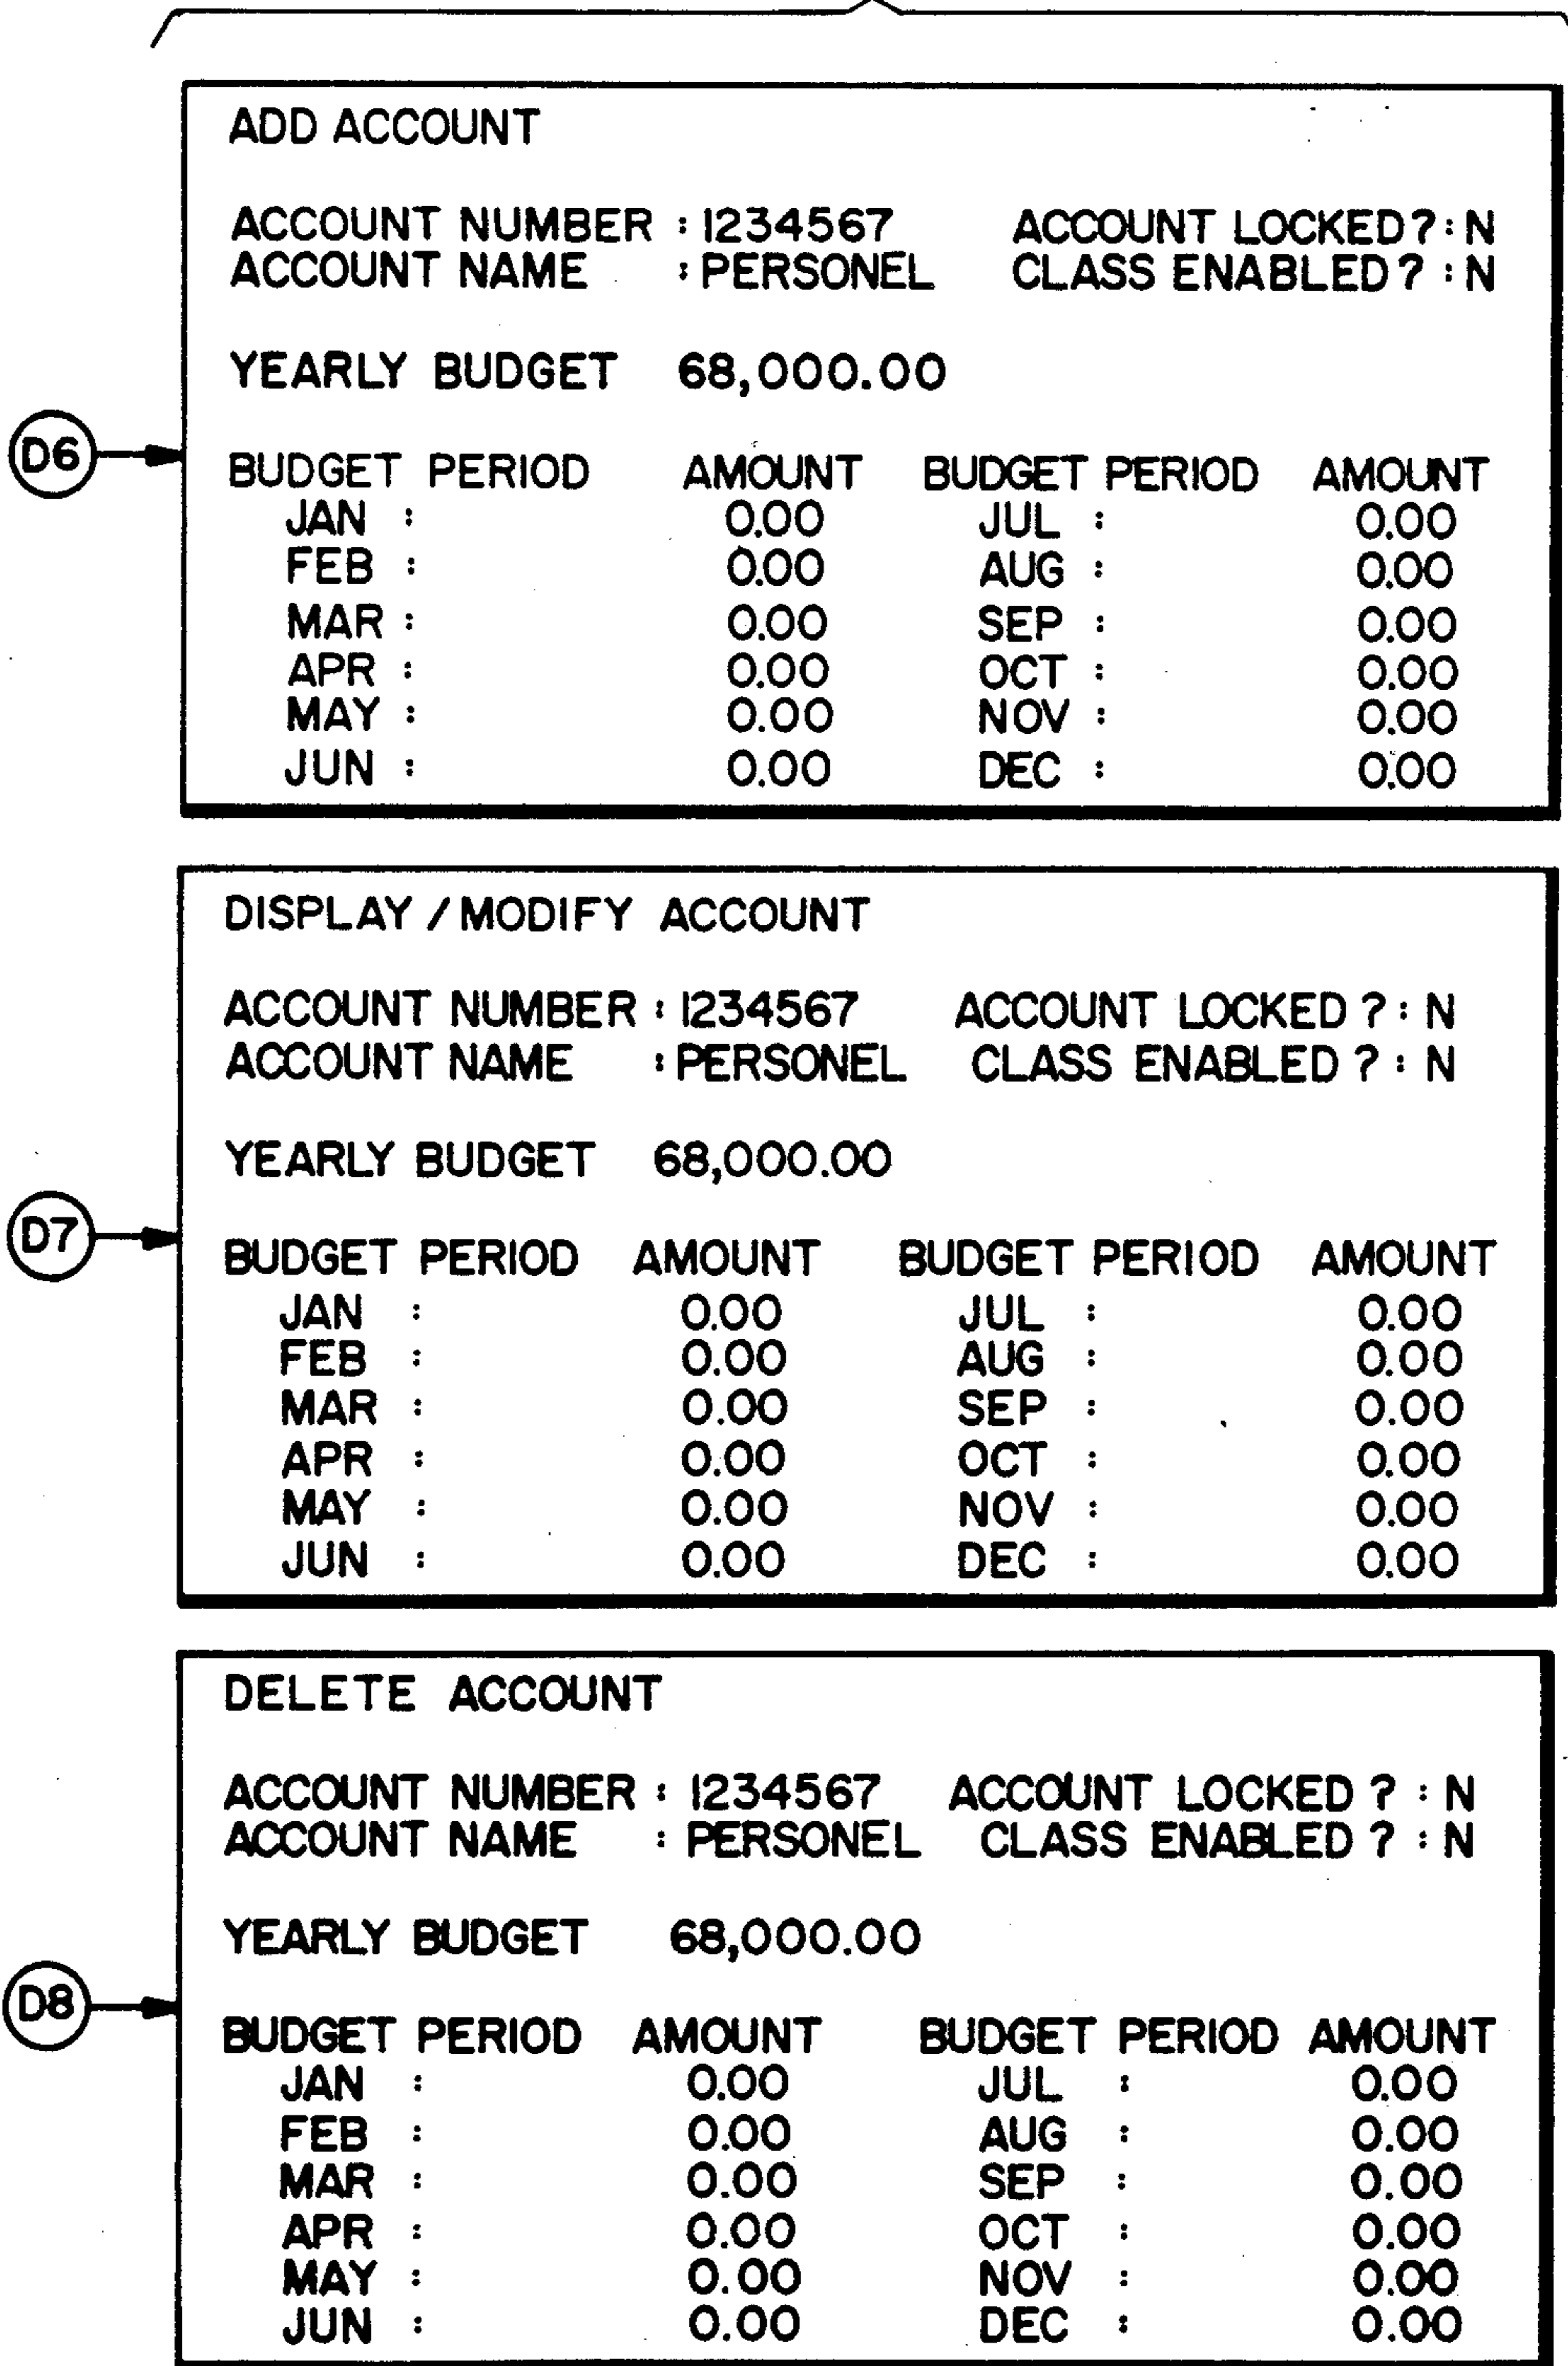 ADD ACCOUNT
ACCOUNT NUMBER : 1234567 ACCOUNT LOCKED? : N
ACCOUNT NAME : PERSONEL CLASS ENABLED? : N
YEARLY BUDGET 68,000.00
D6
BUDGET PERIOD AMOUNT BUDGET PERIOD AMOUNT
JAN : 0.00 JUL : 0.00
FEB : 0.00 AUG : 0.00
MAR : 0.00 SEP : 0.00
APR : 0.00 OCT : 0.00
MAY : 0.00 NOV : 0.00
JUN : 0.00 DEC : 0.00
DISPLAY / MODIFY ACCOUNT
ACCOUNT NUMBER : 1234567 ACCOUNT LOCKED ? : N
ACCOUNT NAME : PERSONEL CLASS ENABLED ? : N
YEARLY BUDGET 68,000.00
D7
BUDGET PERIOD AMOUNT BUDGET PERIOD AMOUNT
JAN : 0.00 JUL : 0.00
FEB : 0.00 AUG : 0.00
MAR : 0.00 SEP : 0.00
APR : 0.00 OCT : 0.00
MAY : 0.00 NOV : 0.00
JUN : 0.00 DEC : 0.00
DELETE ACCOUNT
ACCOUNT NUMBER : 1234567 ACCOUNT LOCKED ? : N
ACCOUNT NAME : PERSONEL CLASS ENABLED ? : N
YEARLY BUDGET 68,000.00
D8
BUDGET PERIOD AMOUNT BUDGET PERIOD AMOUNT
JAN : 0.00 JUL : 0.00
FEB : 0.00 AUG : 0.00
MAR : 0.00 SEP : 0.00
APR : 0.00 OCT : 0.00
MAY : 0.00 NOV : 0.00
JUN : 0.00 DEC : 0.00